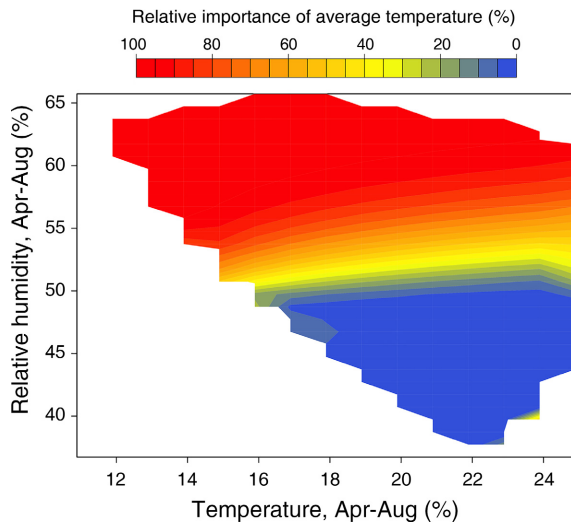 Relative importance of average temperature (%)
100 80 60 40 20 0
65
60
55
50
45
40
Relative humidity, Apr-Aug (%)
12 14 16 18 20 22 24
Temperature, Apr-Aug (%)